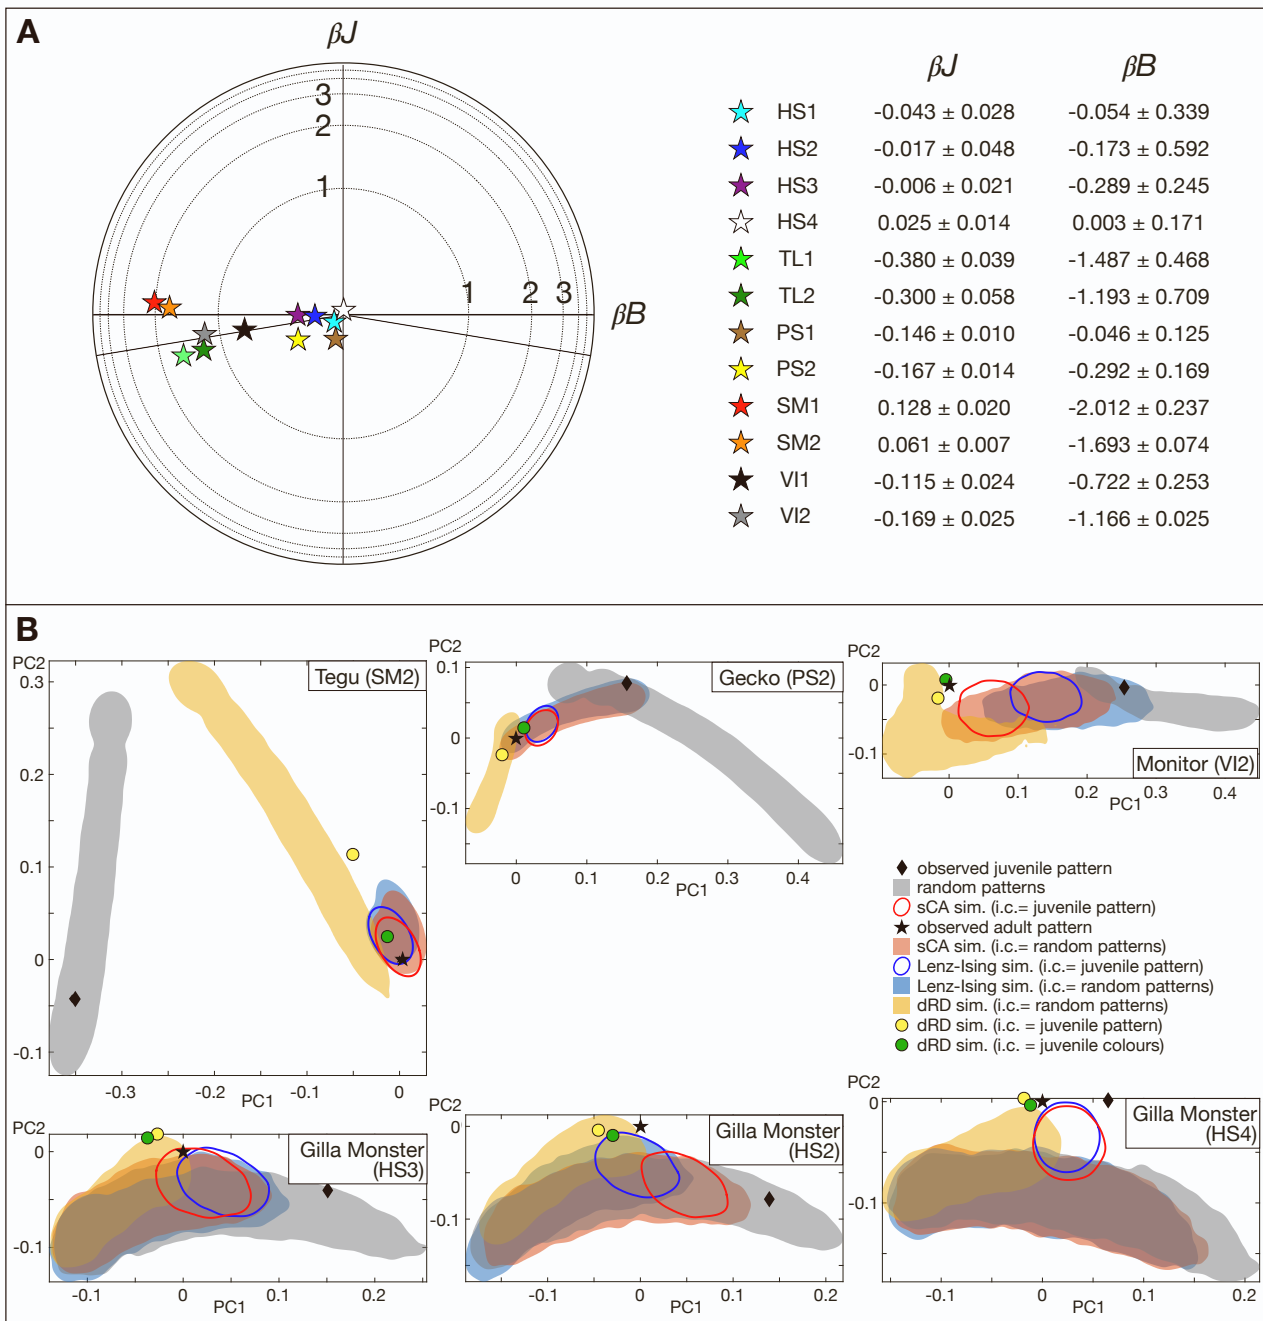 A
βJ
3
2
1
1
2
3
βB
βJ βB
HS1 -0.043 ± 0.028 -0.054 ± 0.339
HS2 -0.017 ± 0.048 -0.173 ± 0.592
HS3 -0.006 ± 0.021 -0.289 ± 0.245
HS4 0.025 ± 0.014 0.003 ± 0.171
TL1 -0.380 ± 0.039 -1.487 ± 0.468
TL2 -0.300 ± 0.058 -1.193 ± 0.709
PS1 -0.146 ± 0.010 -0.046 ± 0.125
PS2 -0.167 ± 0.014 -0.292 ± 0.169
SM1 0.128 ± 0.020 -2.012 ± 0.237
SM2 0.061 ± 0.007 -1.693 ± 0.074
VI1 -0.115 ± 0.024 -0.722 ± 0.253
VI2 -0.169 ± 0.025 -1.166 ± 0.025
B
PC2
Tegu (SM2)
0.3
0.2
0.1
0
-0.1
-0.3 -0.2 -0.1 0
PC1
PC2
Gecko (PS2)
0.1
0
-0.1
0 0.1 0.2 0.3 0.4
PC1
PC2
0
-0.1
Monitor (VI2)
0 0.1 0.2 0.3 0.4
PC1
observed juvenile pattern
random patterns
sCA sim. (i.c.= juvenile pattern)
observed adult pattern
sCA sim. (i.c.= random patterns)
Lenz-Ising sim. (i.c.= juvenile pattern)
Lenz-Ising sim. (i.c.= random patterns)
dRD sim. (i.c.= random patterns)
dRD sim. (i.c. = juvenile pattern)
dRD sim. (i.c. = juvenile colours)
PC2
Gilla Monster
(HS3)
0
-0.1
-0.1 0 0.1 0.2
PC1
PC2
Gilla Monster
(HS2)
0
-0.1
-0.1 0 0.1 0.2
PC1
PC2
Gilla Monster
(HS4)
0
-0.1
-0.1 0 0.1 0.2
PC1